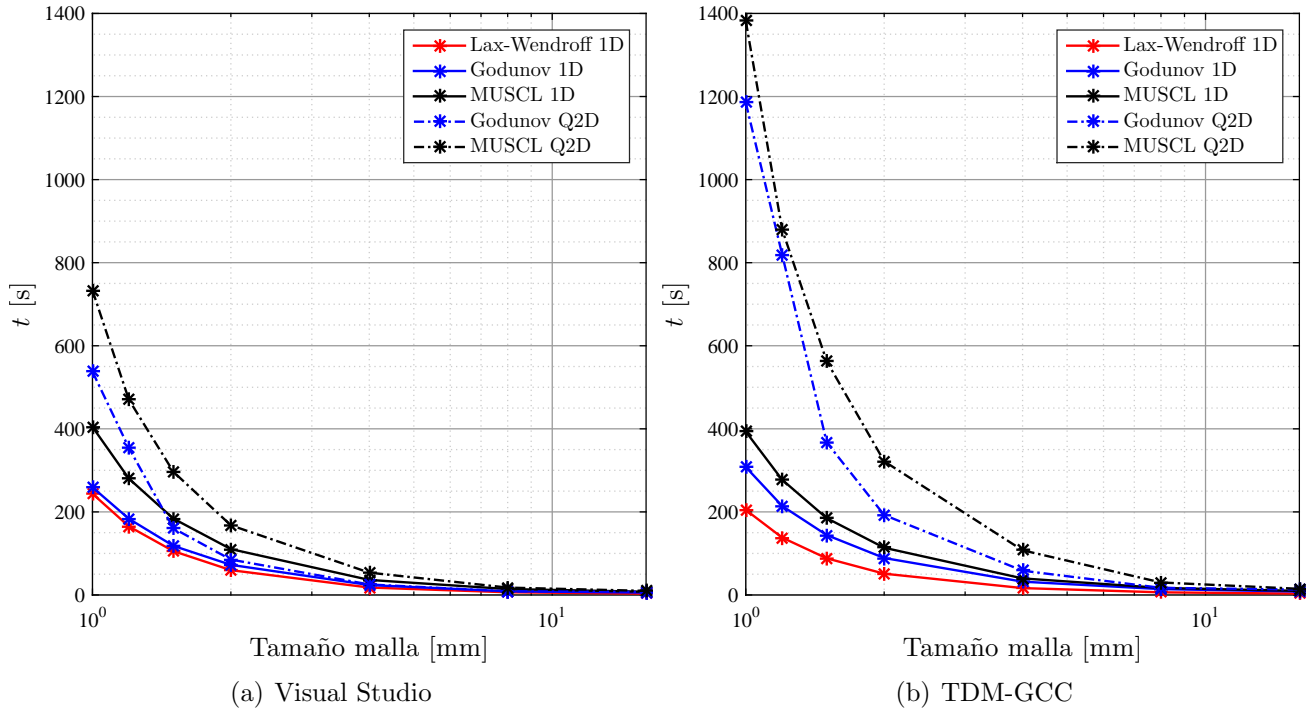 1400
1200
1000
800
600
400
200
0
t [s]
10^0
10^1
Tamaño malla [mm]
Lax-Wendroff 1D
Godunov 1D
MUSCL 1D
Godunov Q2D
MUSCL Q2D
(a) Visual Studio
1400
1200
1000
800
600
400
200
0
t [s]
10^0
10^1
Tamaño malla [mm]
Lax-Wendroff 1D
Godunov 1D
MUSCL 1D
Godunov Q2D
MUSCL Q2D
(b) TDM-GCC